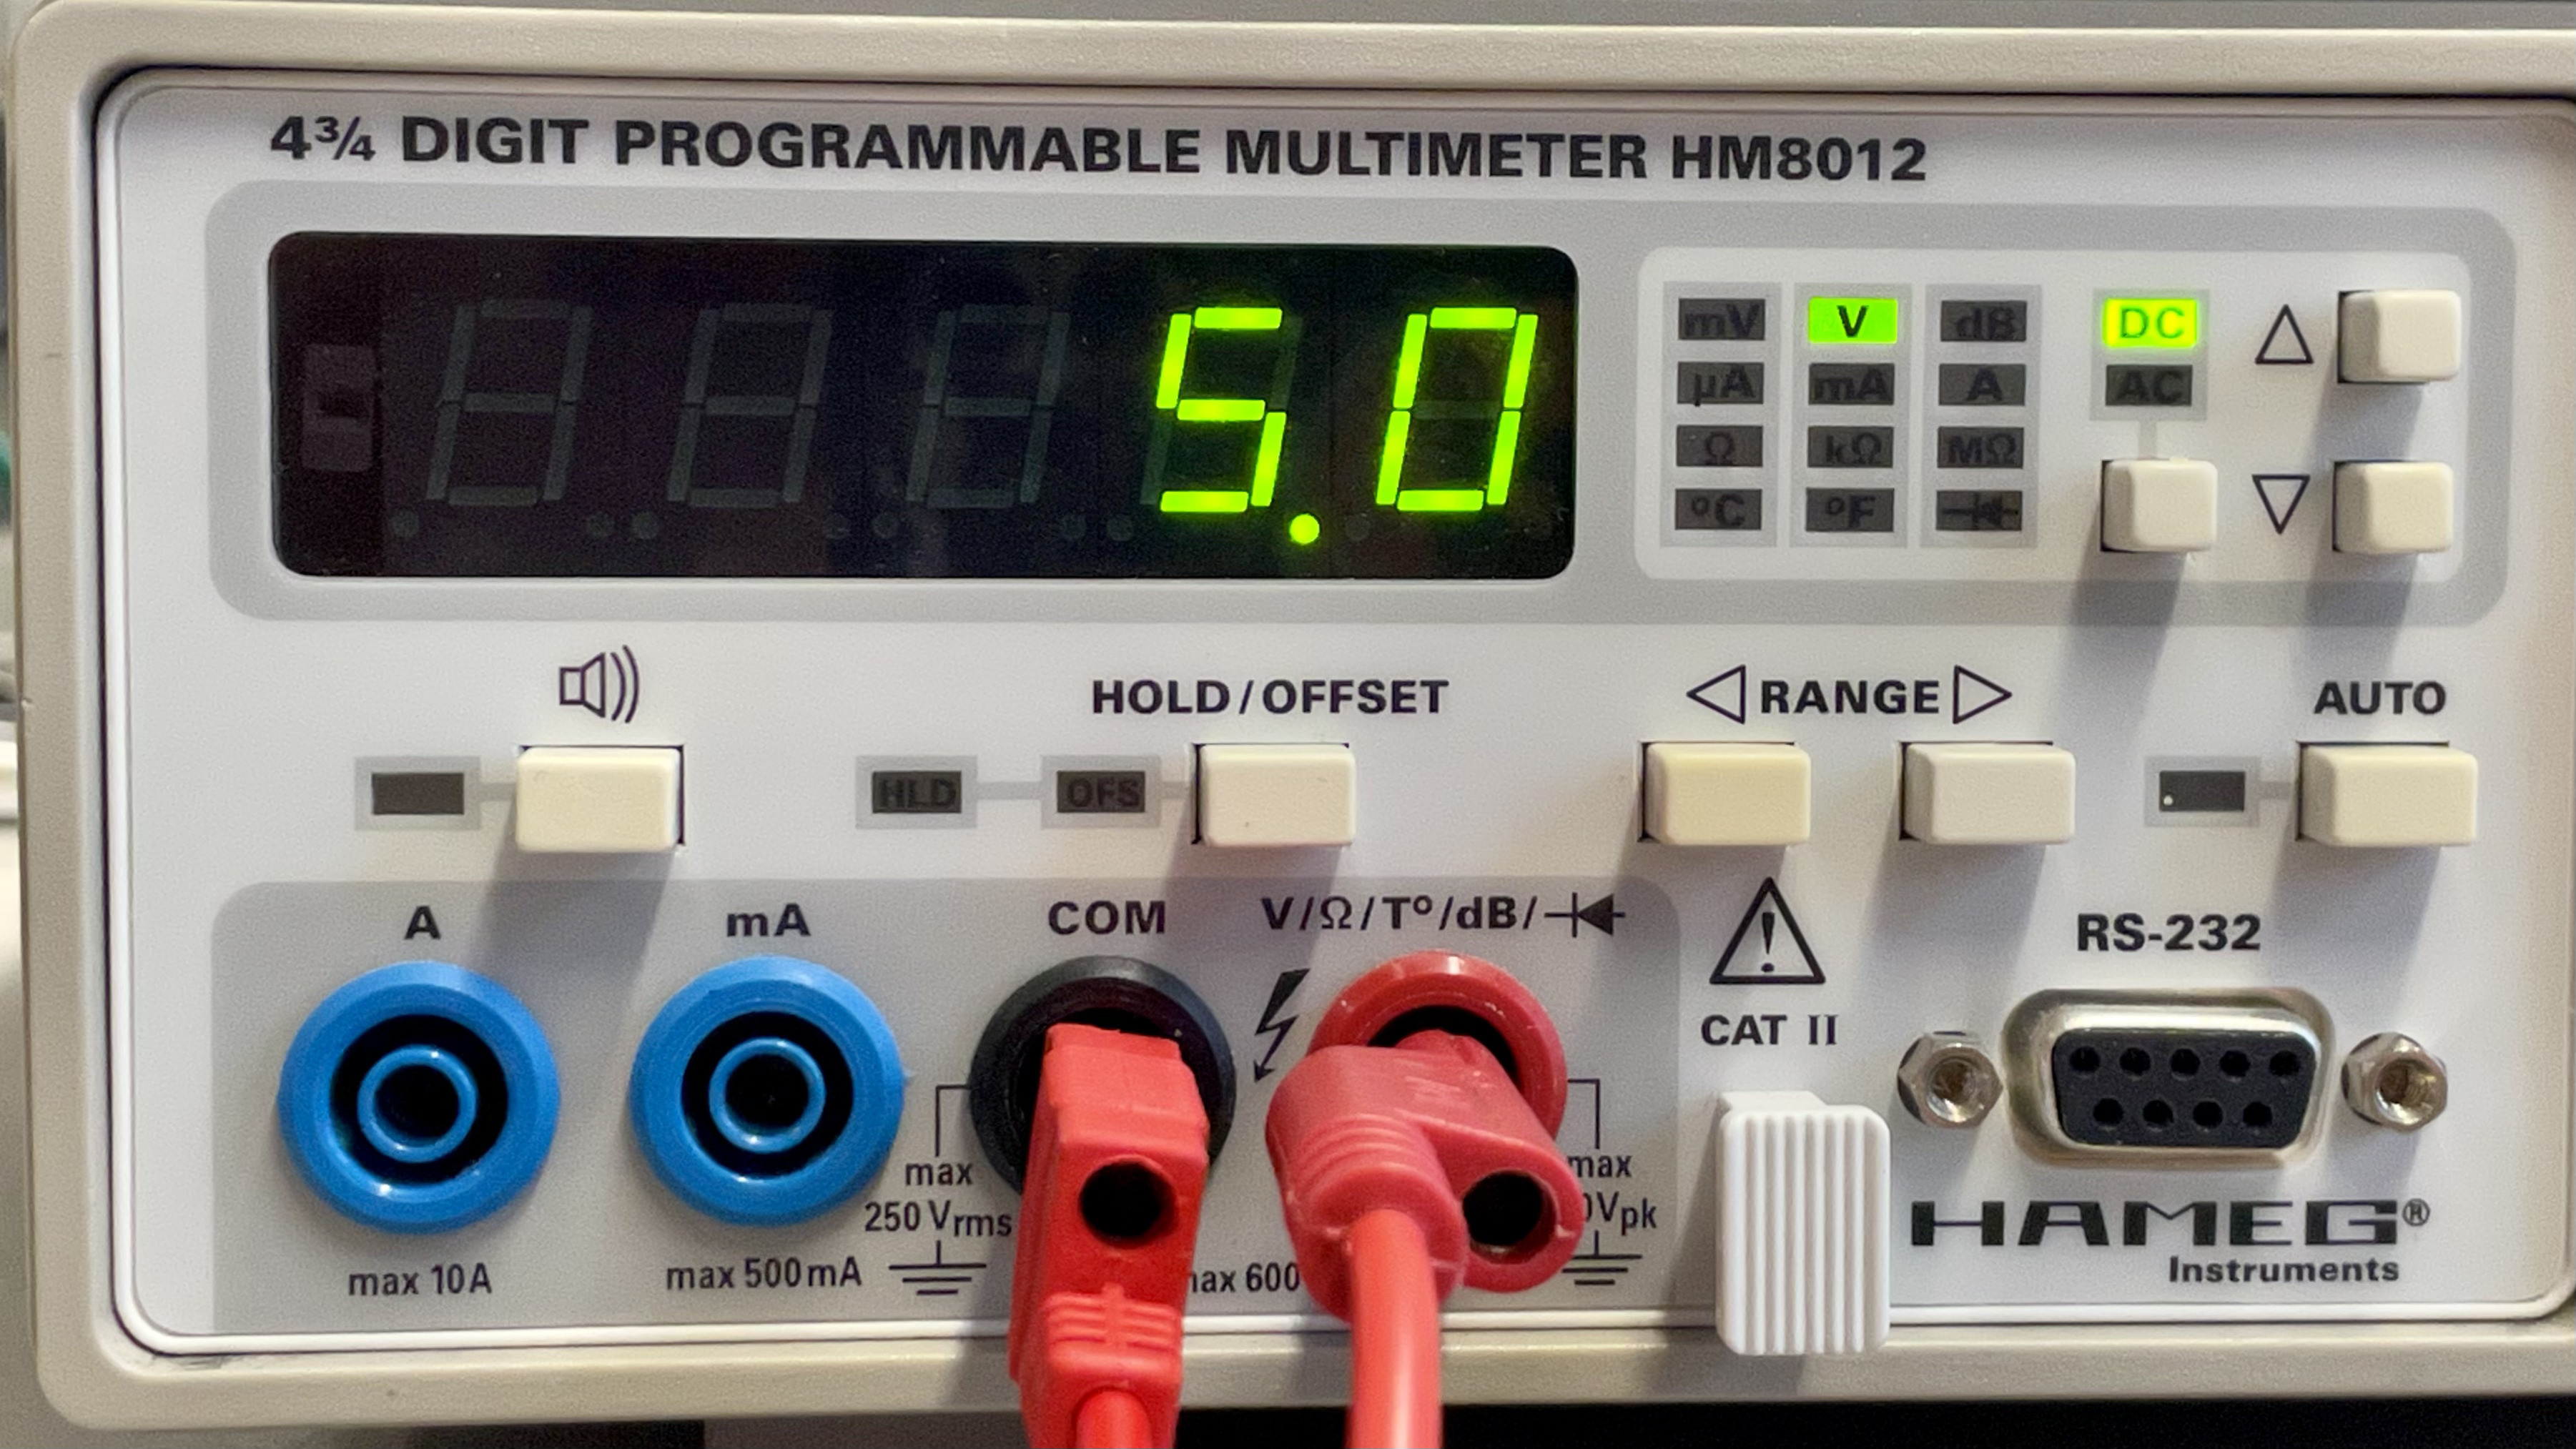 4¾ DIGIT PROGRAMMABLE MULTIMETER HM8012
5.0
mV V dB DC
µA mA A AC
Ω kΩ MΩ
°C °F
HOLD/OFFSET
RANGE
AUTO
HLD OFS
A
mA
COM
V/Ω/T°/dB/
CAT II
RS-232
max
250 Vrms
max
Vpk
max 10A
max 500mA
600
HAMEG®
Instruments